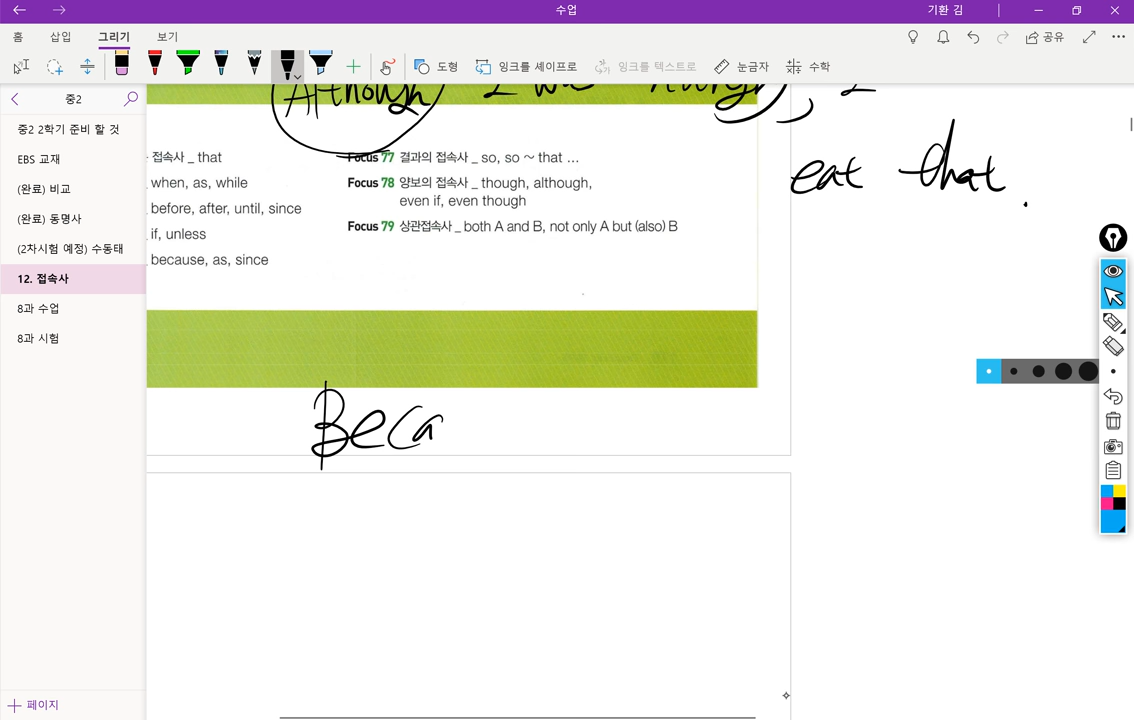 수업
기환 김
홈 삽입 그리기 보기
공유
도형 잉크를 셰이프로 잉크를 텍스트로 눈금자 수학
중2
중2 2학기 준비 할 것
EBS 교재
(완료) 비교
(완료) 동명사
(2차시험 예정) 수동태
12. 접속사
8과 수업
8과 시험
페이지
Although I was hungry, I
eat that.
접속사 _ that
_ when, as, while
_ before, after, until, since
_ if, unless
_ because, as, since
Focus 77 결과의 접속사 _ so, so ~ that ...
Focus 78 양보의 접속사 _ though, although,
even if, even though
Focus 79 상관접속사 _ both A and B, not only A but (also) B
Beca